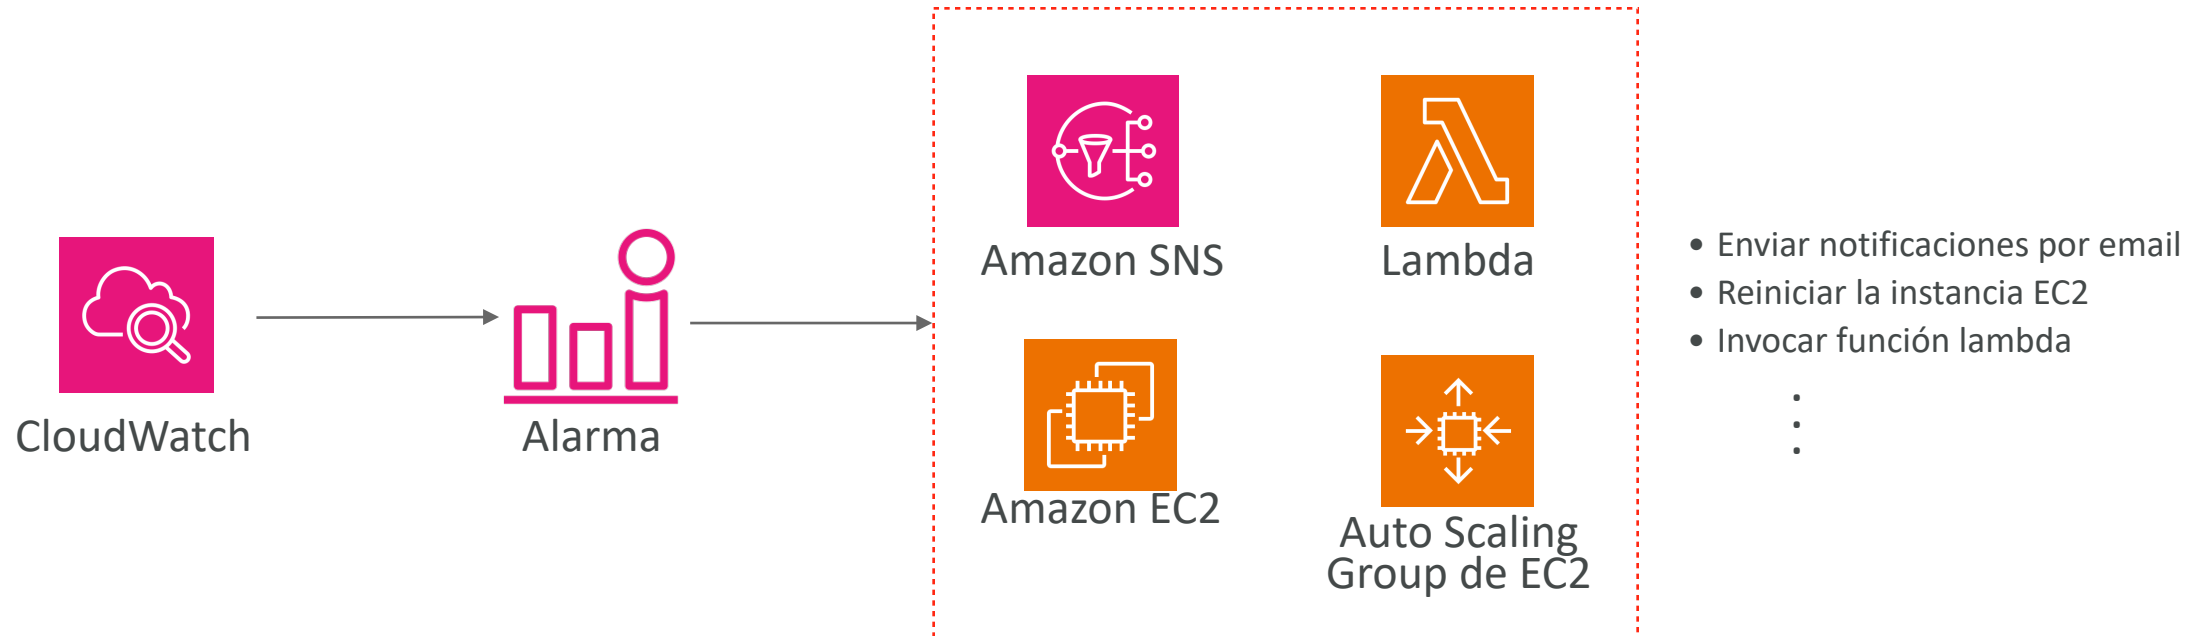 CloudWatch
Alarma
Amazon SNS
Lambda
Amazon EC2
Auto Scaling
Group de EC2
• Enviar notificaciones por email
• Reiniciar la instancia EC2
• Invocar función lambda
.
.
.